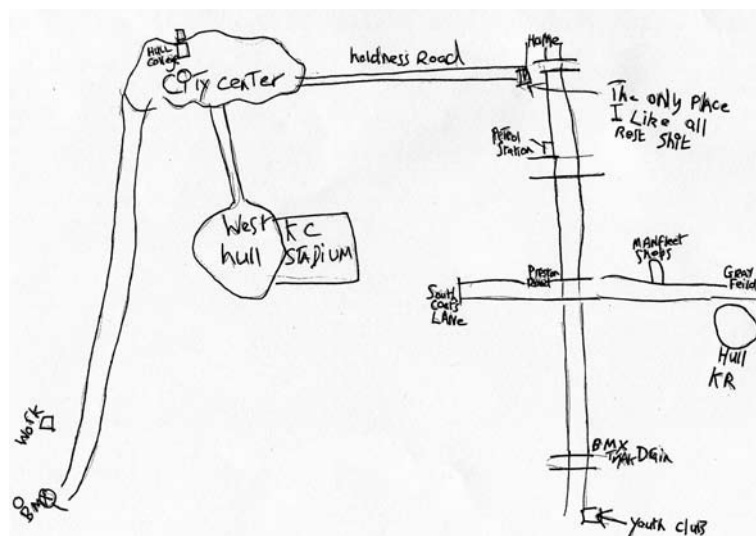 Home
HULL
COLLEGE
CITY CENTER
holdness Road
The only place
I Like all
Rest shit
Petrol
Station
West
hull
KC
STADIUM
MANfleet
Shops
Preston
Road
GRAY
Feild
South
Coats
LANe
Hull
KR
WORK
BMX
TRAK
DRain
youth club